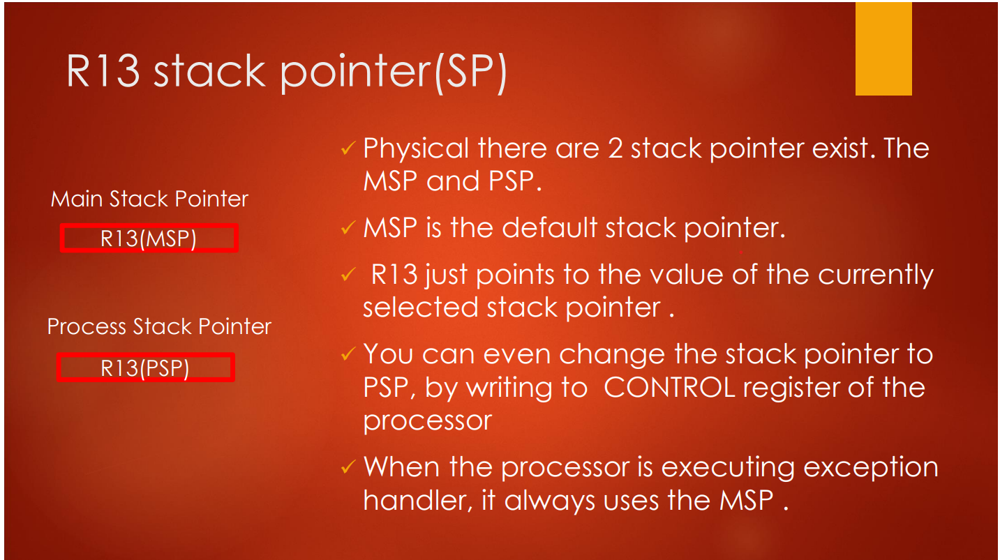 R13 stack pointer(SP)
Main Stack Pointer
R13(MSP)
Process Stack Pointer
R13(PSP)
✓ Physical there are 2 stack pointer exist. The
MSP and PSP.
✓ MSP is the default stack pointer.
✓ R13 just points to the value of the currently
selected stack pointer .
✓ You can even change the stack pointer to
PSP, by writing to CONTROL register of the
processor
✓ When the processor is executing exception
handler, it always uses the MSP .